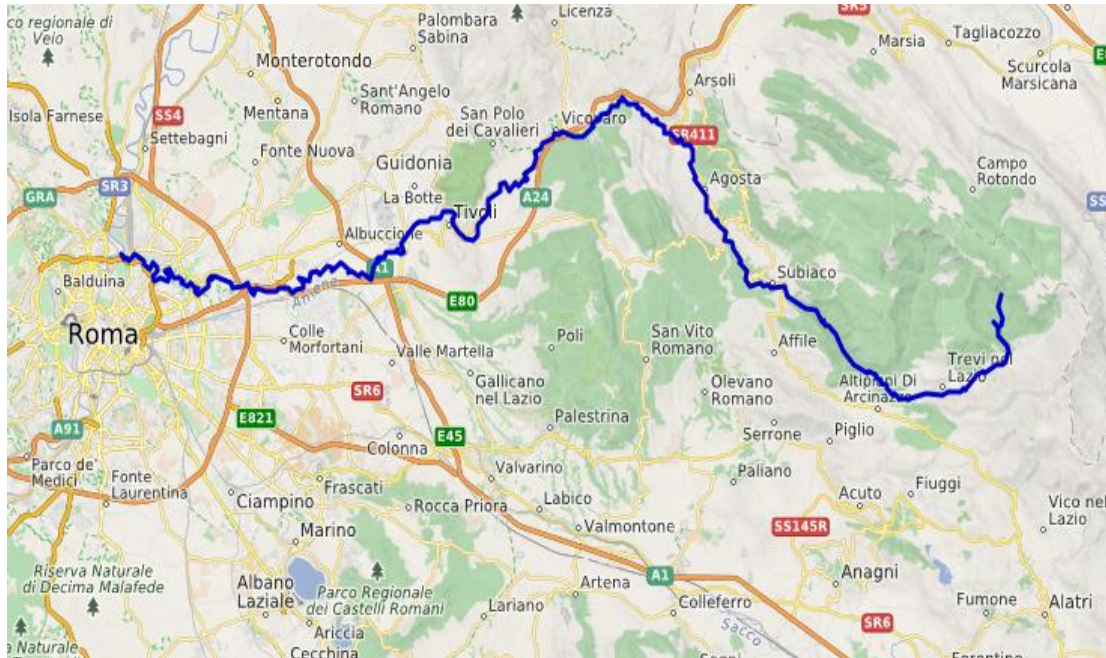 co regionale di
Veio
Palombara
Sabina
Licenza
SR5
Marsia
Tagliacozzo
Scurcola
Marsicana
Monterotondo
Sant'Angelo
Romano
Arsoli
Mentana
SS4
Isola Farnese
Settebagni
San Polo
dei Cavalieri
SR411
Fonte Nuova
Guidonia
Campo
Rotondo
SR3
GRA
La Botte
A24
Agosta
SS
Tivoli
Albuccione
A1
Balduina
Subiaco
Aniene
E80
Roma
Colle
Morfortani
Poli
San Vito
Romano
Affile
Valle Martella
Trevi nel
Lazio
SR6
Gallicano
nel Lazio
Olevano
Romano
Altipiani Di
Arcinazzo
E821
Palestrina
A91
E45
Serrone
Piglio
Colonna
Parco de'
Medici
Fonte
Laurentina
Valvarino
Paliano
Ciampino
Frascati
Rocca Priora
Labico
Acuto
Fiuggi
Vico nel
Lazio
Marino
Valmontone
SS145R
Riserva Naturale
di Decima Malafede
Albano
Laziale
Parco Regionale
dei Castelli Romani
Artena
A1
Anagni
Lariano
Colleferro
Fumone
Alatri
Ariccia
SR6
Sacco
a Naturale
Cecchina